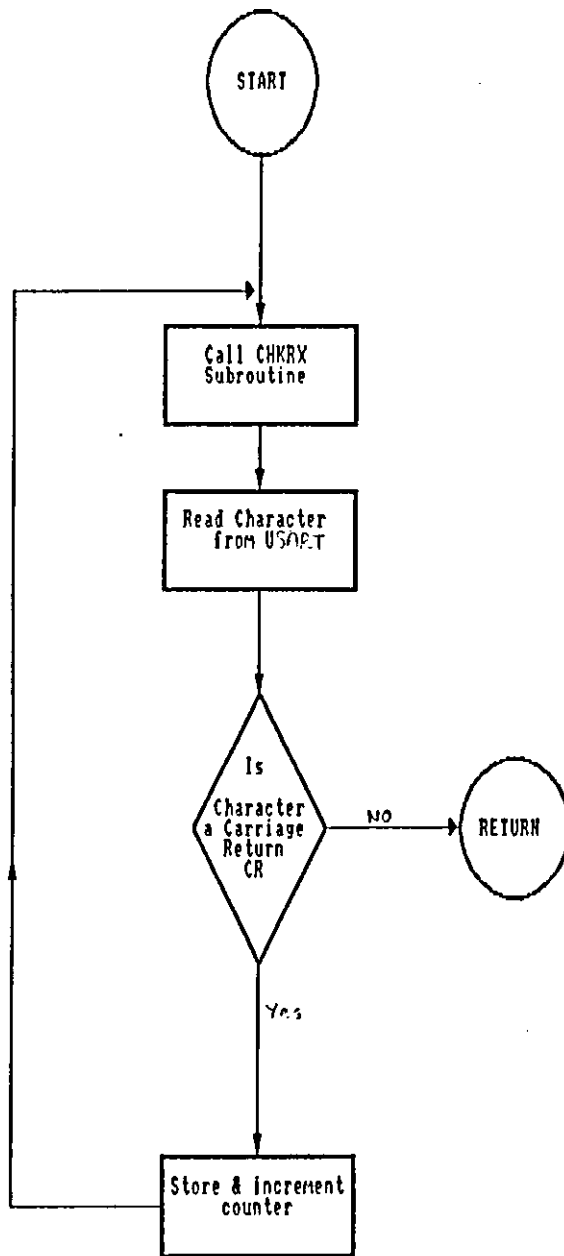 START
Call CHKRX
Subroutine
Read Character
from USART
Is
Character
a Carriage
Return
CR
NO
RETURN
Yes
Store & increment
counter